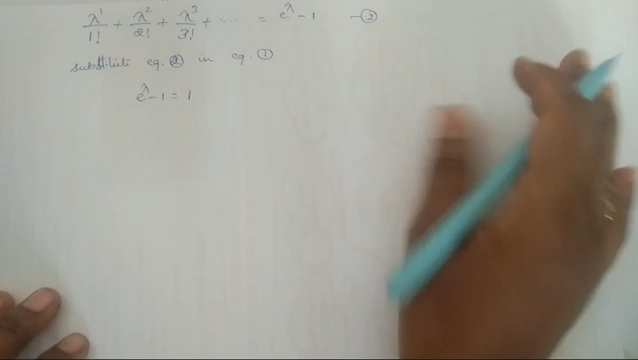 λ¹/1! + λ²/2! + λ³/3! + ..... = e^λ - 1 —②
substitute eq. ② in eq. ①
e^λ - 1 = 1